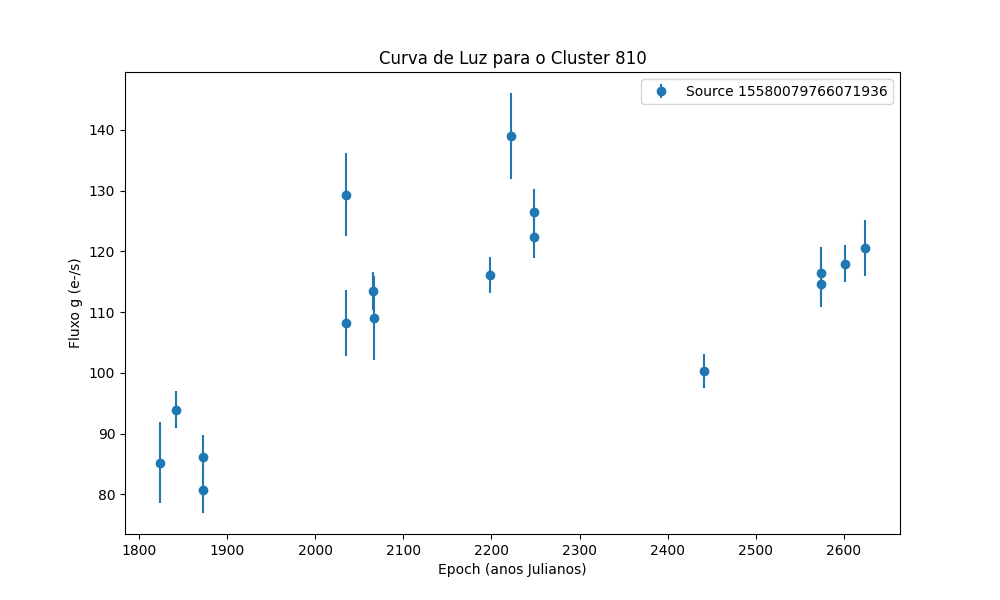 Curva de Luz para o Cluster 810
Source 15580079766071936
Fluxo g (e-/s)
140
130
120
110
100
90
80
1800 1900 2000 2100 2200 2300 2400 2500 2600
Epoch (anos Julianos)